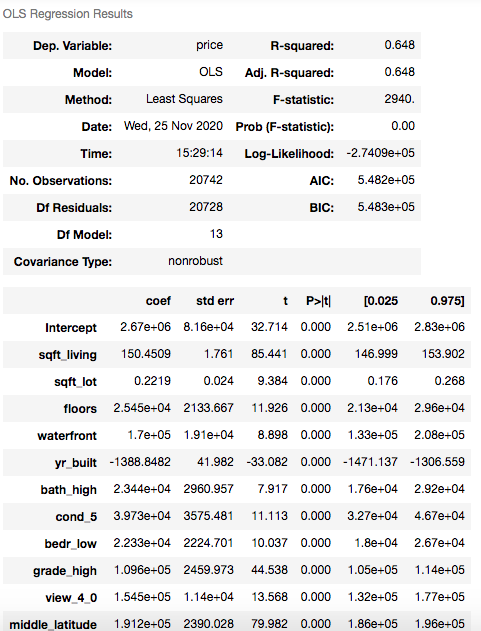 OLS Regression Results
Dep. Variable: price R-squared: 0.648
Model: OLS Adj. R-squared: 0.648
Method: Least Squares F-statistic: 2940.
Date: Wed, 25 Nov 2020 Prob (F-statistic): 0.00
Time: 15:29:14 Log-Likelihood: -2.7409e+05
No. Observations: 20742 AIC: 5.482e+05
Df Residuals: 20728 BIC: 5.483e+05
Df Model: 13
Covariance Type: nonrobust
coef std err t P>|t| [0.025 0.975]
Intercept 2.67e+06 8.16e+04 32.714 0.000 2.51e+06 2.83e+06
sqft_living 150.4509 1.761 85.441 0.000 146.999 153.902
sqft_lot 0.2219 0.024 9.384 0.000 0.176 0.268
floors 2.545e+04 2133.667 11.926 0.000 2.13e+04 2.96e+04
waterfront 1.7e+05 1.91e+04 8.898 0.000 1.33e+05 2.08e+05
yr_built -1388.8482 41.982 -33.082 0.000 -1471.137 -1306.559
bath_high 2.344e+04 2960.957 7.917 0.000 1.76e+04 2.92e+04
cond_5 3.973e+04 3575.481 11.113 0.000 3.27e+04 4.67e+04
bedr_low 2.233e+04 2224.701 10.037 0.000 1.8e+04 2.67e+04
grade_high 1.096e+05 2459.973 44.538 0.000 1.05e+05 1.14e+05
view_4_0 1.545e+05 1.14e+04 13.568 0.000 1.32e+05 1.77e+05
middle_latitude 1.912e+05 2390.028 79.982 0.000 1.86e+05 1.96e+05